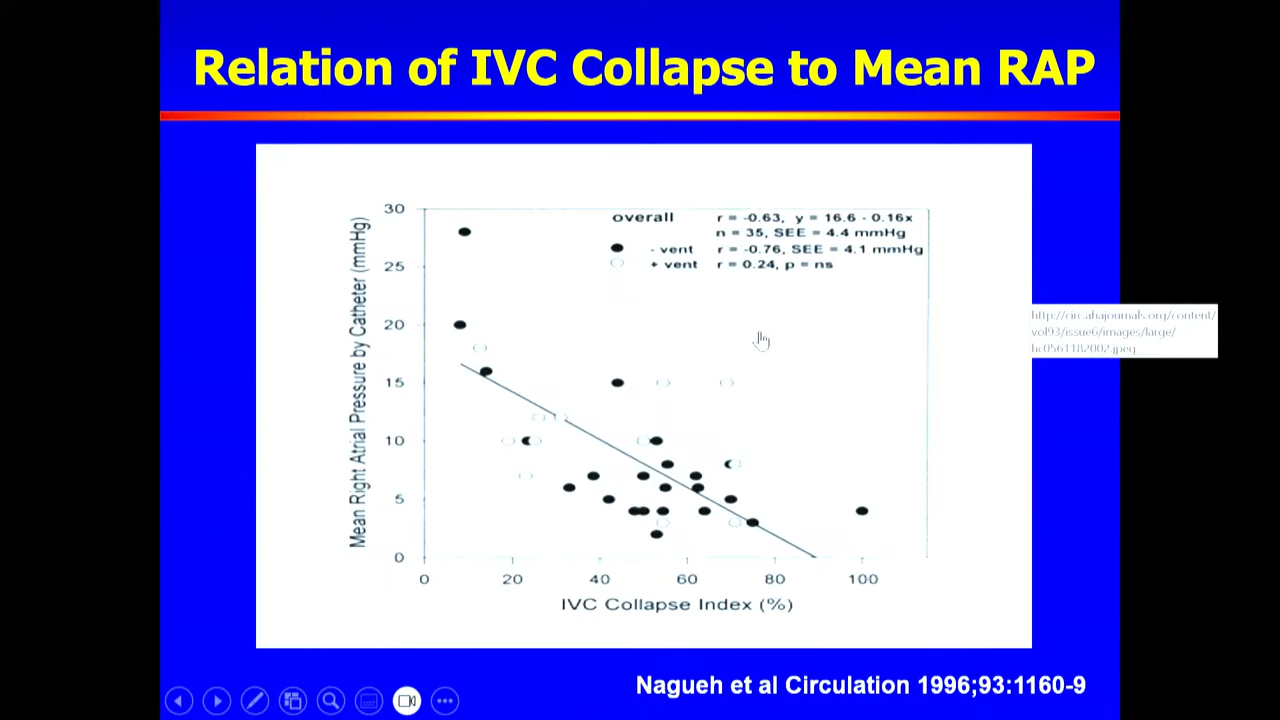 Relation of IVC Collapse to Mean RAP
Mean Right Atrial Pressure by Catheter (mmHg)
30
25
20
15
10
5
0
overall r = -0.63, y = 16.6 - 0.16x
n = 35, SEE = 4.4 mmHg
- vent r = -0.76, SEE = 4.1 mmHg
+ vent r = 0.24, p = ns
0 20 40 60 80 100
IVC Collapse Index (%)
http://circ.ahajournals.org/content/
vol93/issue6/images/large/
hc0561182002.jpeg
Nagueh et al Circulation 1996;93:1160-9